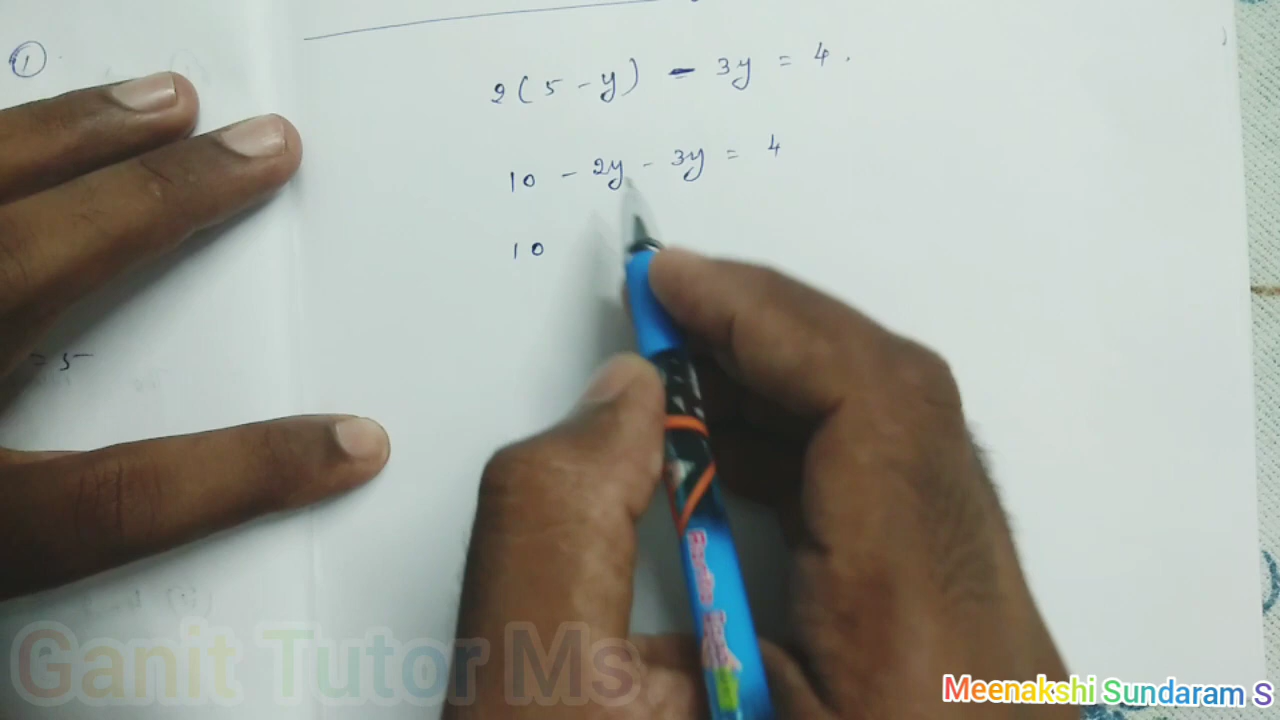 ①
2(5-y) - 3y = 4.
10 - 2y - 3y = 4
10
= 5
Ganit Tutor Ms
Meenakshi Sundaram S